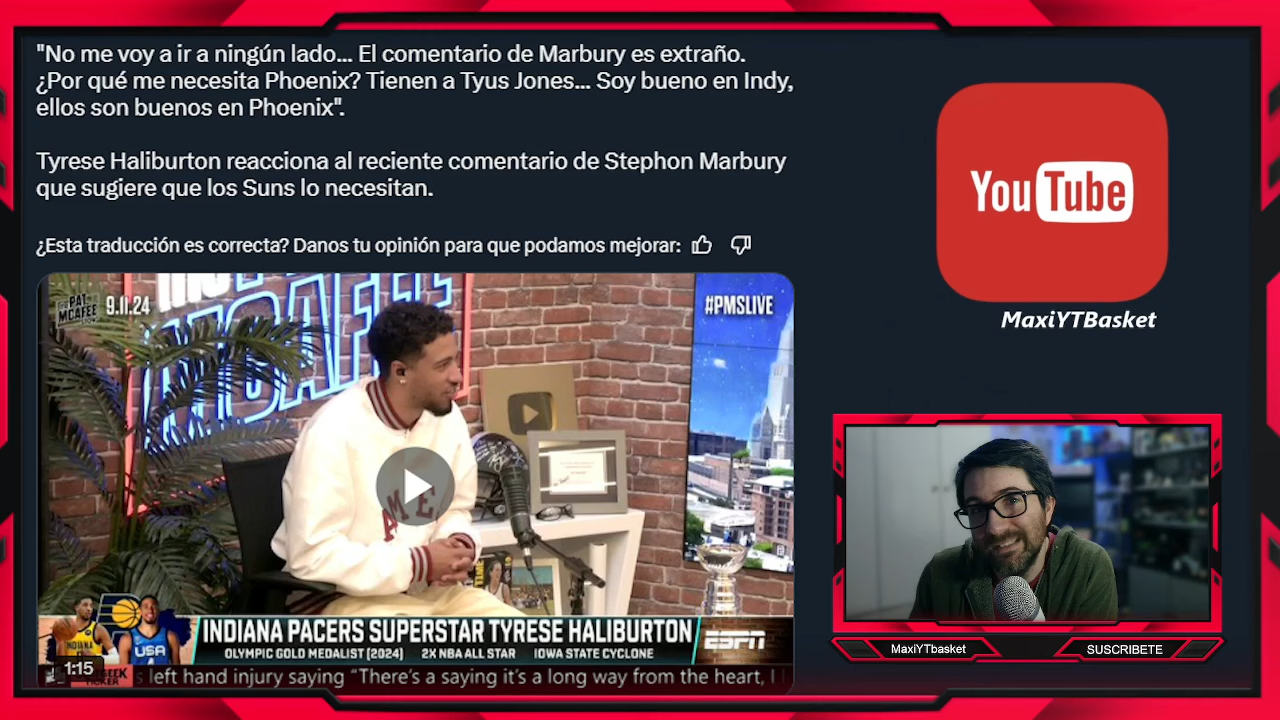 "No me voy a ir a ningún lado... El comentario de Marbury es extraño.
¿Por qué me necesita Phoenix? Tienen a Tyus Jones... Soy bueno en Indy,
ellos son buenos en Phoenix".
Tyrese Haliburton reacciona al reciente comentario de Stephon Marbury
que sugiere que los Suns lo necesitan.
¿Esta traducción es correcta? Danos tu opinión para que podamos mejorar:
YouTube
MaxiYTBasket
PAT
MCAFEE
9.11.24
#PMSLIVE
INDIANA
USA
INDIANA PACERS SUPERSTAR TYRESE HALIBURTON
OLYMPIC GOLD MEDALIST (2024) 2X NBA ALL STAR IOWA STATE CYCLONE
ESPN
1:15
left hand injury saying “There’s a saying it’s a long way from the heart, I
MaxiYTbasket
SUSCRIBETE